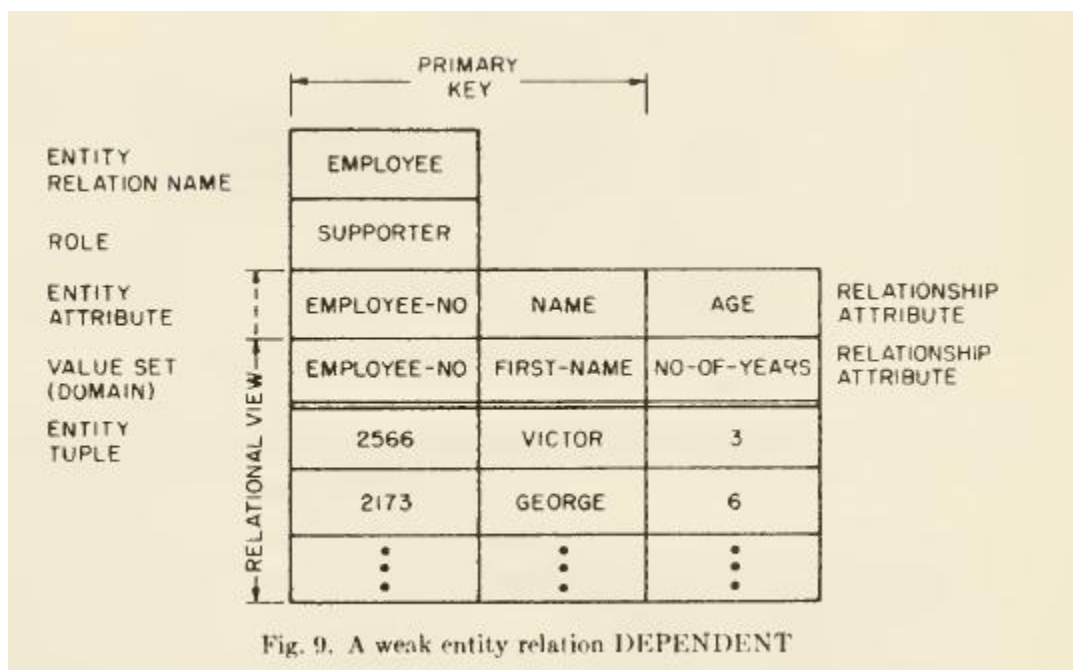 PRIMARY
KEY
ENTITY
RELATION NAME
EMPLOYEE
ROLE
SUPPORTER
ENTITY
ATTRIBUTE
EMPLOYEE-NO NAME AGE
RELATIONSHIP
ATTRIBUTE
VALUE SET
(DOMAIN)
EMPLOYEE-NO FIRST-NAME NO-OF-YEARS
RELATIONSHIP
ATTRIBUTE
ENTITY
TUPLE
RELATIONAL VIEW
2566 VICTOR 3
2173 GEORGE 6
Fig. 9. A weak entity relation DEPENDENT